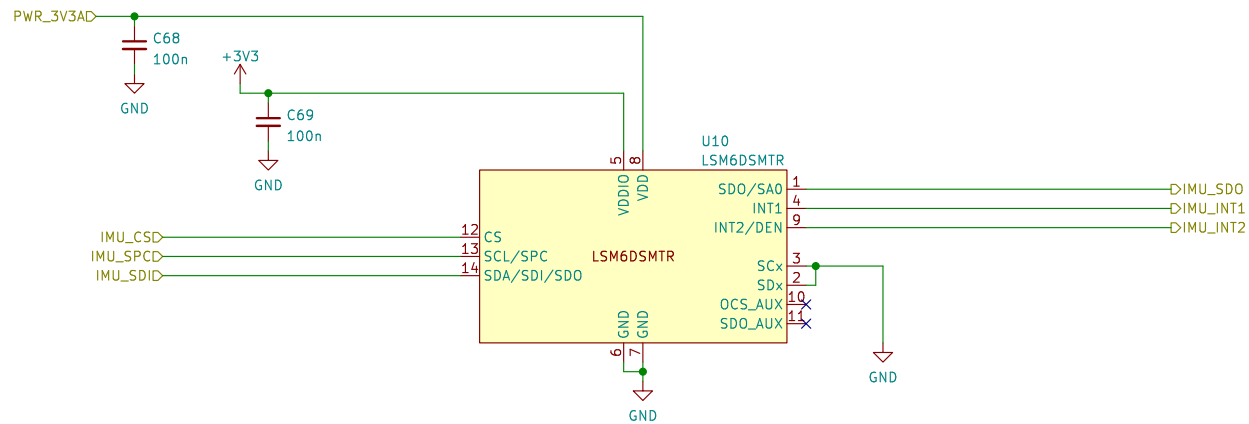 PWR_3V3A
C68
100n
GND
+3V3
C69
100n
GND
U10
LSM6DSMTR
5
8
VDDIO
VDD
SDO/SA0
1
IMU_SDO
INT1
4
IMU_INT1
INT2/DEN
9
IMU_INT2
IMU_CS
12
CS
IMU_SPC
13
SCL/SPC
IMU_SDI
14
SDA/SDI/SDO
LSM6DSMTR
SCx
3
SDx
2
OCS_AUX
10
SDO_AUX
11
GND
GND
6
7
GND
GND